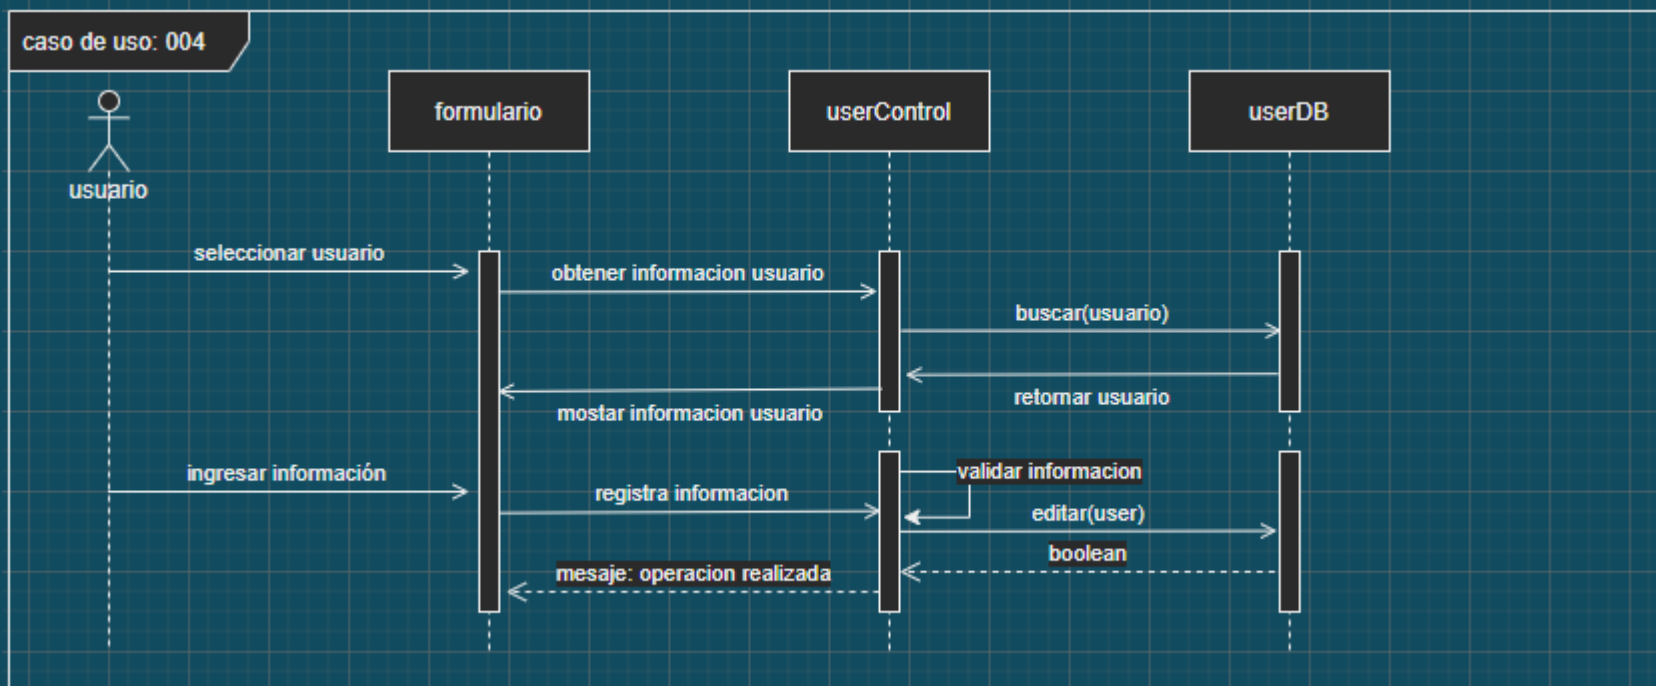 caso de uso: 004
formulario
userControl
userDB
usuario
seleccionar usuario
obtener informacion usuario
buscar(usuario)
retornar usuario
mostar informacion usuario
ingresar información
validar informacion
registra informacion
editar(user)
boolean
mesaje: operacion realizada